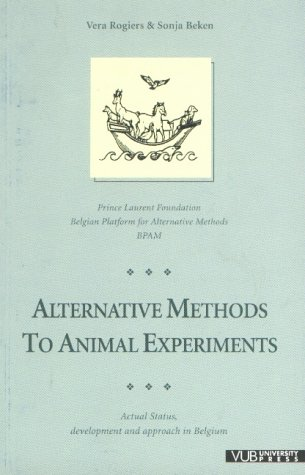 Vera Rogiers & Sonja Beken
Prince Laurent Foundation
Belgian Platform for Alternative Methods
BPAM
ALTERNATIVE METHODS
TO ANIMAL EXPERIMENTS
Actual Status,
development and approach in Belgium
VUB UNIVERSITY
PRESS